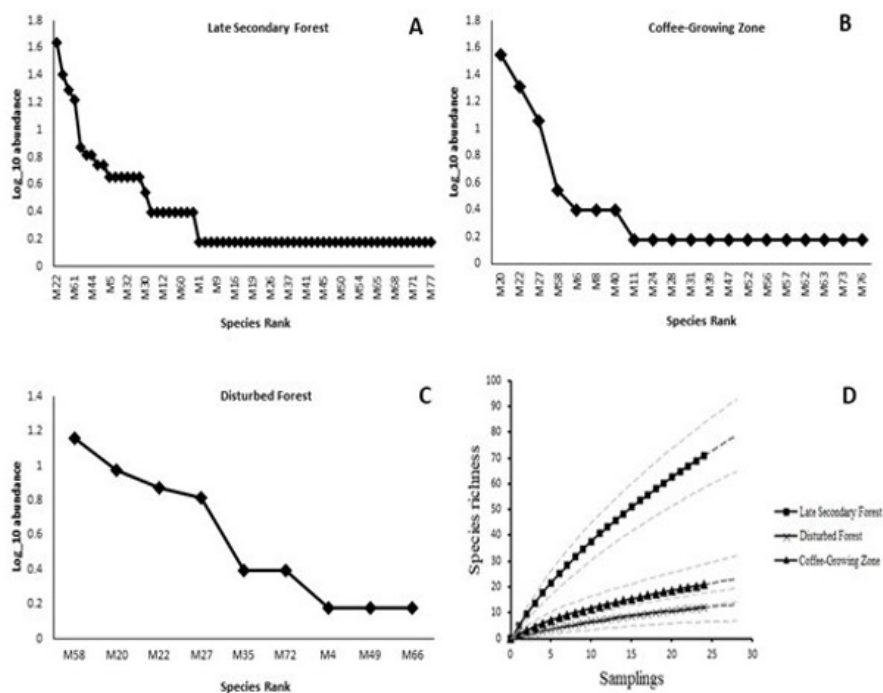 Late Secondary Forest
A
Log_10 abundance
1.8
1.6
1.4
1.2
1
0.8
0.6
0.4
0.2
0
M22
M61
M44
M5
M32
M30
M12
M60
M1
M9
M16
M19
M26
M37
M41
M45
M50
M54
M65
M68
M71
M77
Species Rank
Coffee-Growing Zone
B
Log_10 abundance
1.8
1.6
1.4
1.2
1
0.8
0.6
0.4
0.2
0
M20
M22
M27
M58
M6
M8
M40
M11
M24
M28
M31
M39
M47
M52
M56
M57
M62
M63
M73
M76
Species Rank
Disturbed Forest
C
Log_10 abundance
1.4
1.2
1
0.8
0.6
0.4
0.2
0
M58
M20
M22
M27
M35
M72
M4
M49
M66
Species Rank
D
Species richness
100
90
80
70
60
50
40
30
20
10
0
0
5
10
15
20
25
30
Samplings
Late Secondary Forest
Disturbed Forest
Coffee-Growing Zone